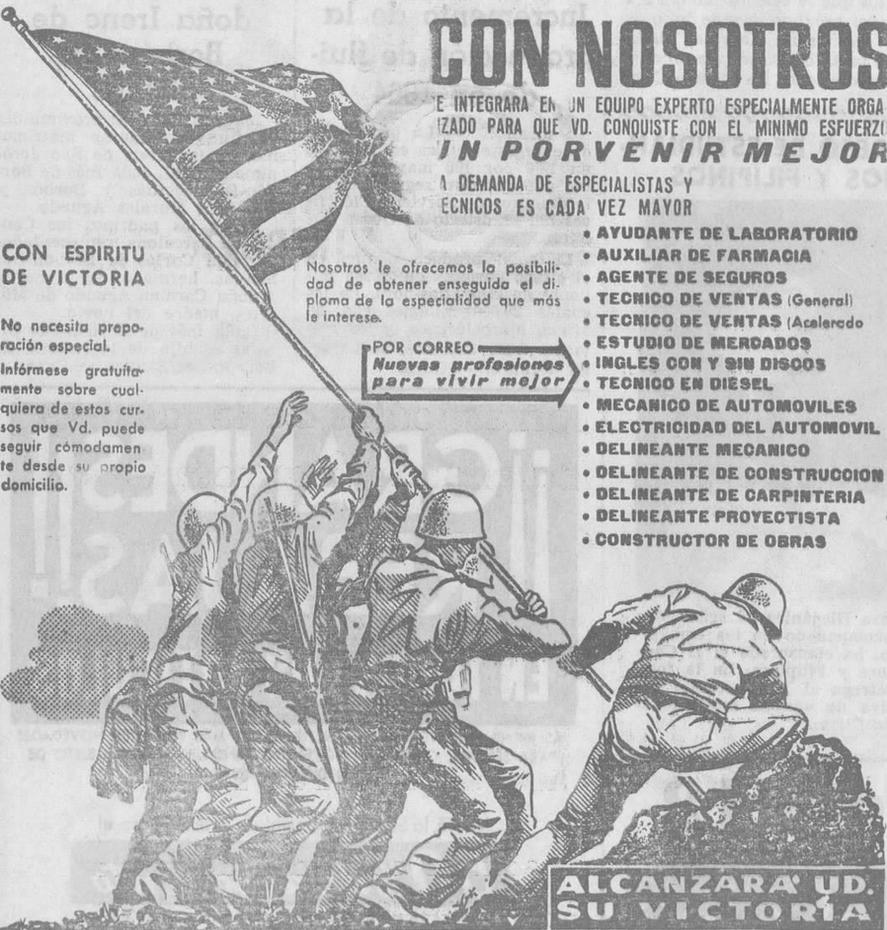 CON NOSOTROS
E INTEGRARA EN UN EQUIPO EXPERTO ESPECIALMENTE ORGA
IZADO PARA QUE VD. CONQUISTE CON EL MINIMO ESFUERZO
UN PORVENIR MEJOR
A DEMANDA DE ESPECIALISTAS Y
ECNICOS ES CADA VEZ MAYOR
• AYUDANTE DE LABORATORIO
• AUXILIAR DE FARMACIA
• AGENTE DE SEGUROS
• TECNICO DE VENTAS (General)
TECNICO DE VENTAS (Acelerado
• ESTUDIO DE MERCADOS
• INGLES CON Y SIN DISCOS
• TECNICO EN DIESEL
• MECANICO DE AUTOMOVILES
• ELECTRICIDAD DEL AUTOMOVIL
• DELINEANTE MECANICO
• DELINEANTE DE CONSTRUCCION
• DELINEANTE DE CARPINTERIA
• DELINEANTE PROYECTISTA
• CONSTRUCTOR DE OBRAS
CON ESPIRITU
DE VICTORIA
No necesita prepa-
ración especial.
Infórmese gratuita-
mente sobre cual-
quiera de estos cur-
sos que Vd. puede
seguir cómodamen
te desde su propio
domicilio.
Nosotros le ofrecemos la posibili-
dad de obtener enseguida el di-
ploma de la especialidad que más
le interese.
POR CORREO
Nuevas profesiones
para vivir mejor
ALCANZARA UD.
SU VICTORIA